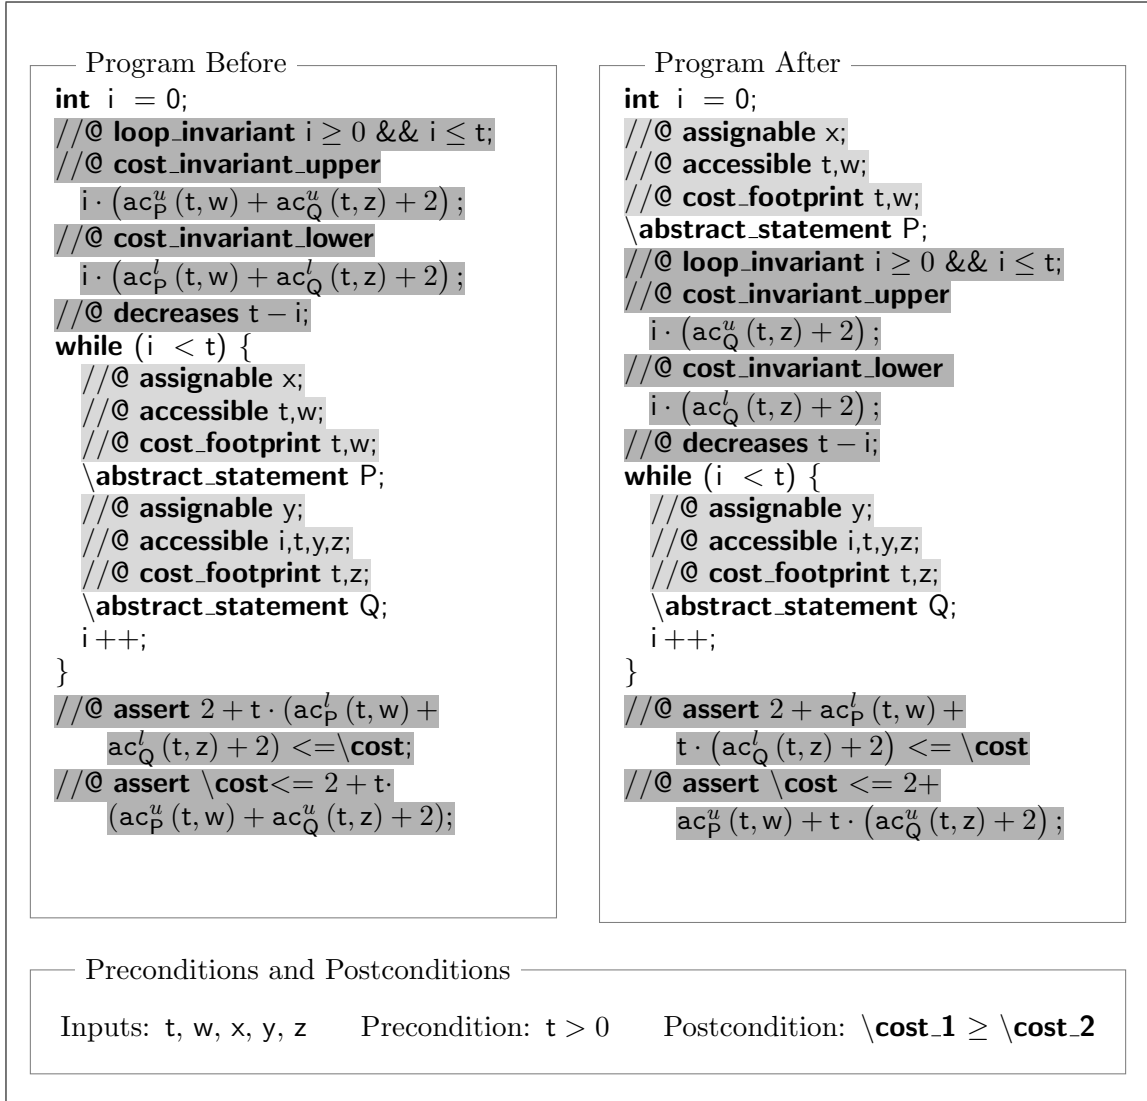 Program Before
int i = 0;
//@ loop_invariant i ≥ 0 && i ≤ t;
//@ cost_invariant_upper
i · (ac^u_P (t, w) + ac^u_Q (t, z) + 2) ;
//@ cost_invariant_lower
i · (ac^l_P (t, w) + ac^l_Q (t, z) + 2) ;
//@ decreases t − i;
while (i < t) {
//@ assignable x;
//@ accessible t,w;
//@ cost_footprint t,w;
\abstract_statement P;
//@ assignable y;
//@ accessible i,t,y,z;
//@ cost_footprint t,z;
\abstract_statement Q;
i ++;
}
//@ assert 2 + t · (ac^l_P (t, w) +
ac^l_Q (t, z) + 2) <=\cost;
//@ assert \cost<= 2 + t·
(ac^u_P (t, w) + ac^u_Q (t, z) + 2);
Program After
int i = 0;
//@ assignable x;
//@ accessible t,w;
//@ cost_footprint t,w;
\abstract_statement P;
//@ loop_invariant i ≥ 0 && i ≤ t;
//@ cost_invariant_upper
i · (ac^u_Q (t, z) + 2) ;
//@ cost_invariant_lower
i · (ac^l_Q (t, z) + 2) ;
//@ decreases t − i;
while (i < t) {
//@ assignable y;
//@ accessible i,t,y,z;
//@ cost_footprint t,z;
\abstract_statement Q;
i ++;
}
//@ assert 2 + ac^l_P (t, w) +
t · (ac^l_Q (t, z) + 2) <= \cost
//@ assert \cost <= 2+
ac^u_P (t, w) + t · (ac^u_Q (t, z) + 2) ;
Preconditions and Postconditions
Inputs: t, w, x, y, z Precondition: t > 0 Postcondition: \cost_1 ≥ \cost_2